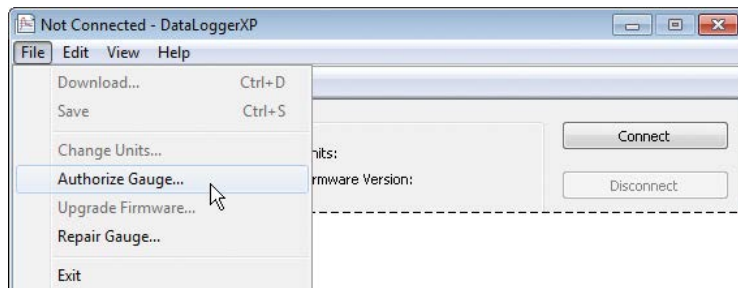 Not Connected - DataLoggerXP
File Edit View Help
Download... Ctrl+D
Save Ctrl+S
Change Units...
Authorize Gauge...
Upgrade Firmware...
Repair Gauge...
Exit
nits:
rmware Version:
Connect
Disconnect